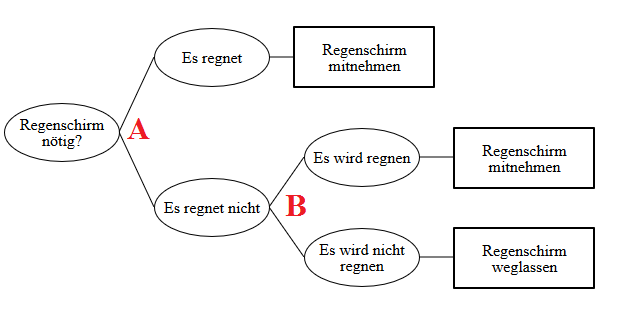 Es regnet
Regenschirm
mitnehmen
Regenschirm
nötig?
A
Es wird regnen
Regenschirm
mitnehmen
Es regnet nicht
B
Es wird nicht
regnen
Regenschirm
weglassen